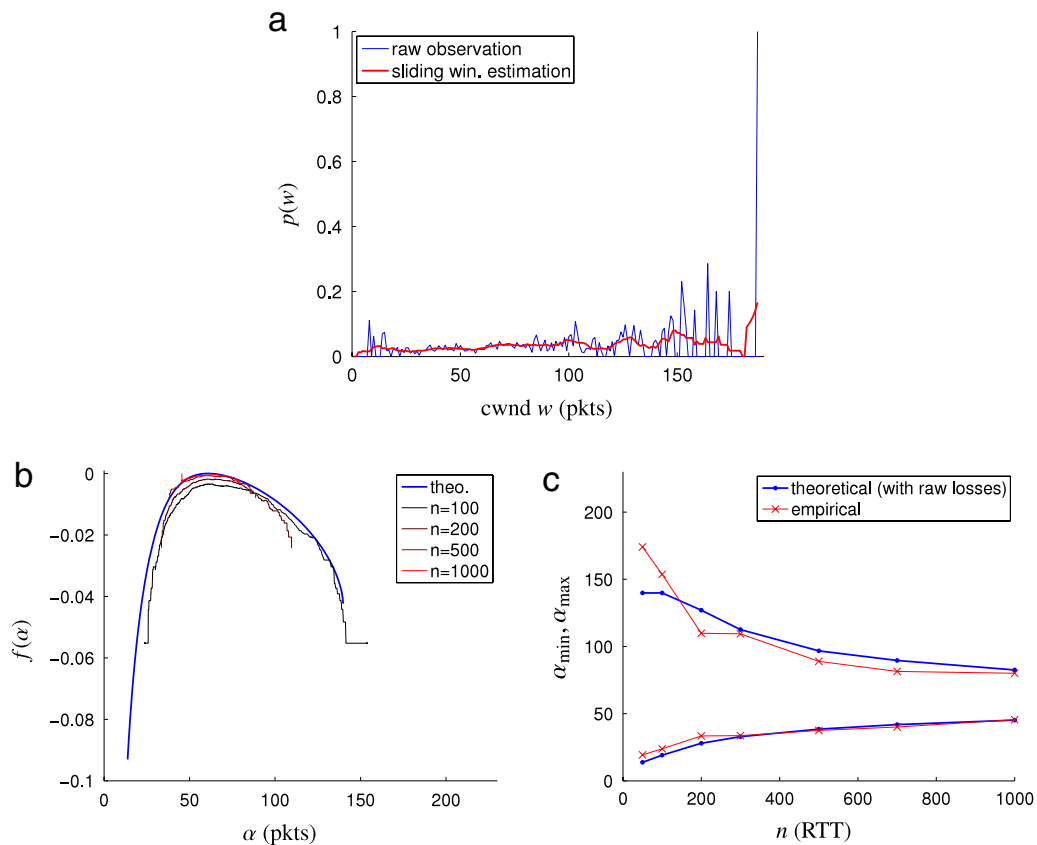 a
raw observation
sliding win. estimation
1
0.8
0.6
0.4
0.2
0
p(w)
0 50 100 150
cwnd w (pkts)
b
theo.
n=100
n=200
n=500
n=1000
0
−0.02
−0.04
−0.06
−0.08
−0.1
f(α)
0 50 100 150 200
α (pkts)
c
theoretical (with raw losses)
empirical
200
150
100
50
0
α_min, α_max
0 200 400 600 800 1000
n (RTT)